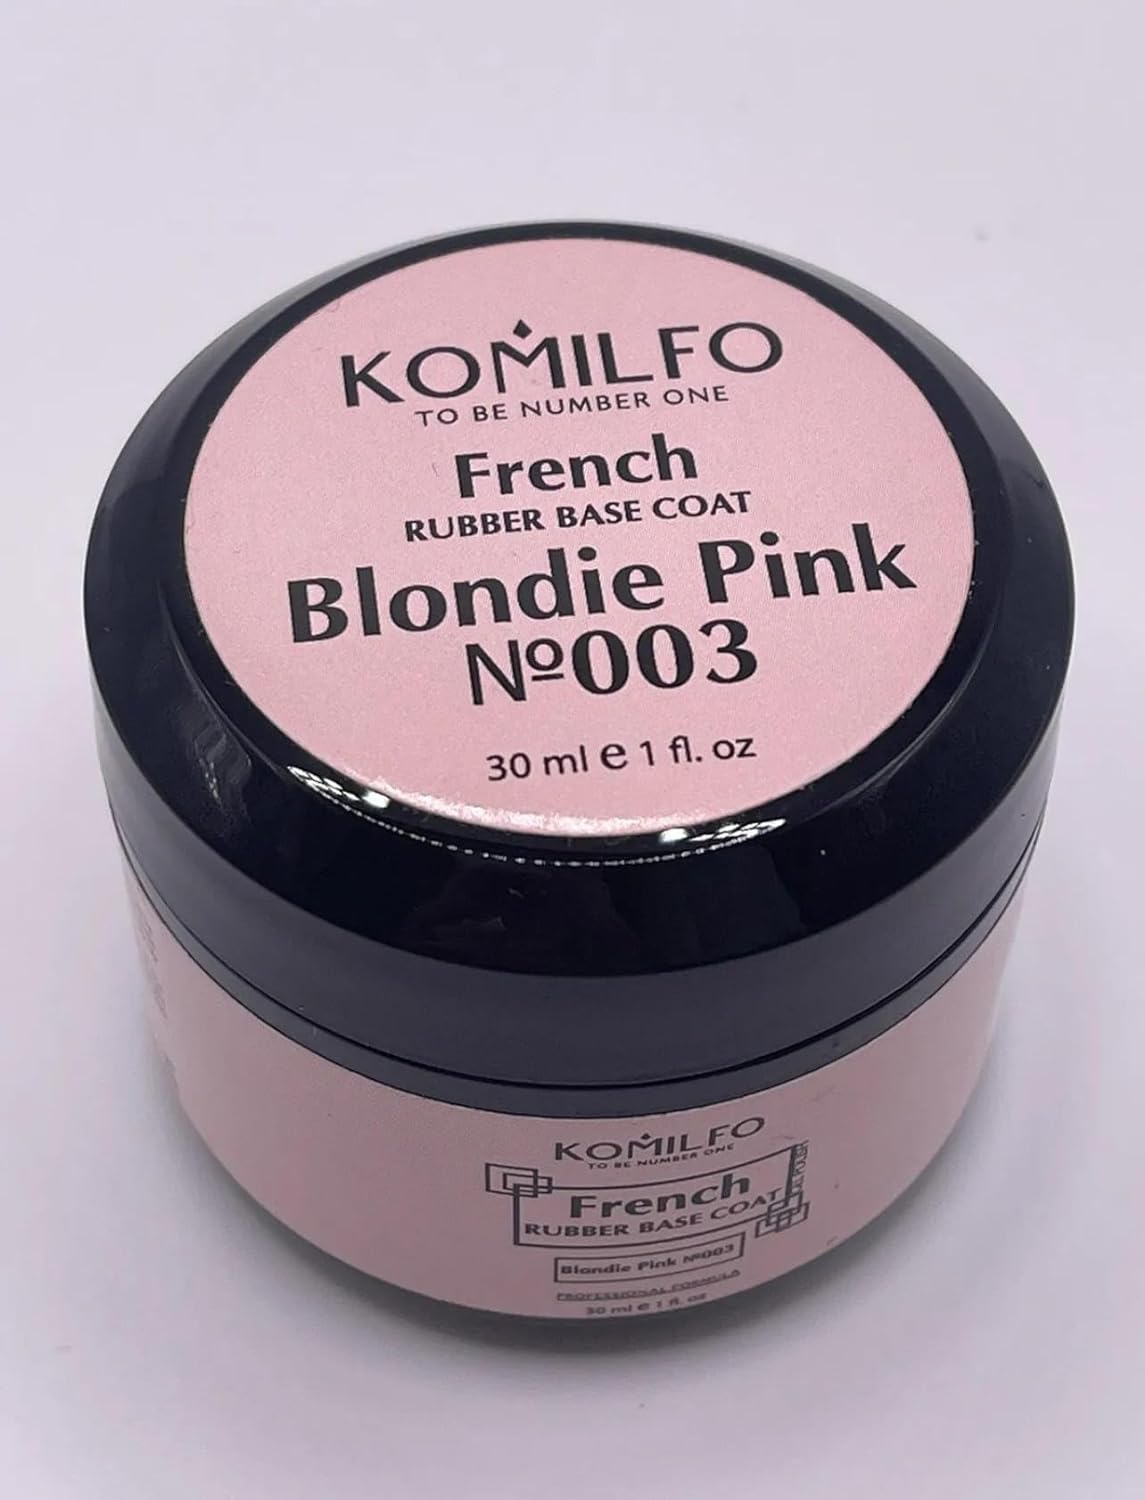 KOMILFO
TO BE NUMBER ONE
French
RUBBER BASE COAT
Blondie Pink
№003
30 ml e 1 fl. oz
KOMILFO
TO BE NUMBER ONE
French
RUBBER BASE COAT
Blondie Pink №003
PROFESSIONAL FORMULA
30 ml e 1 fl. oz